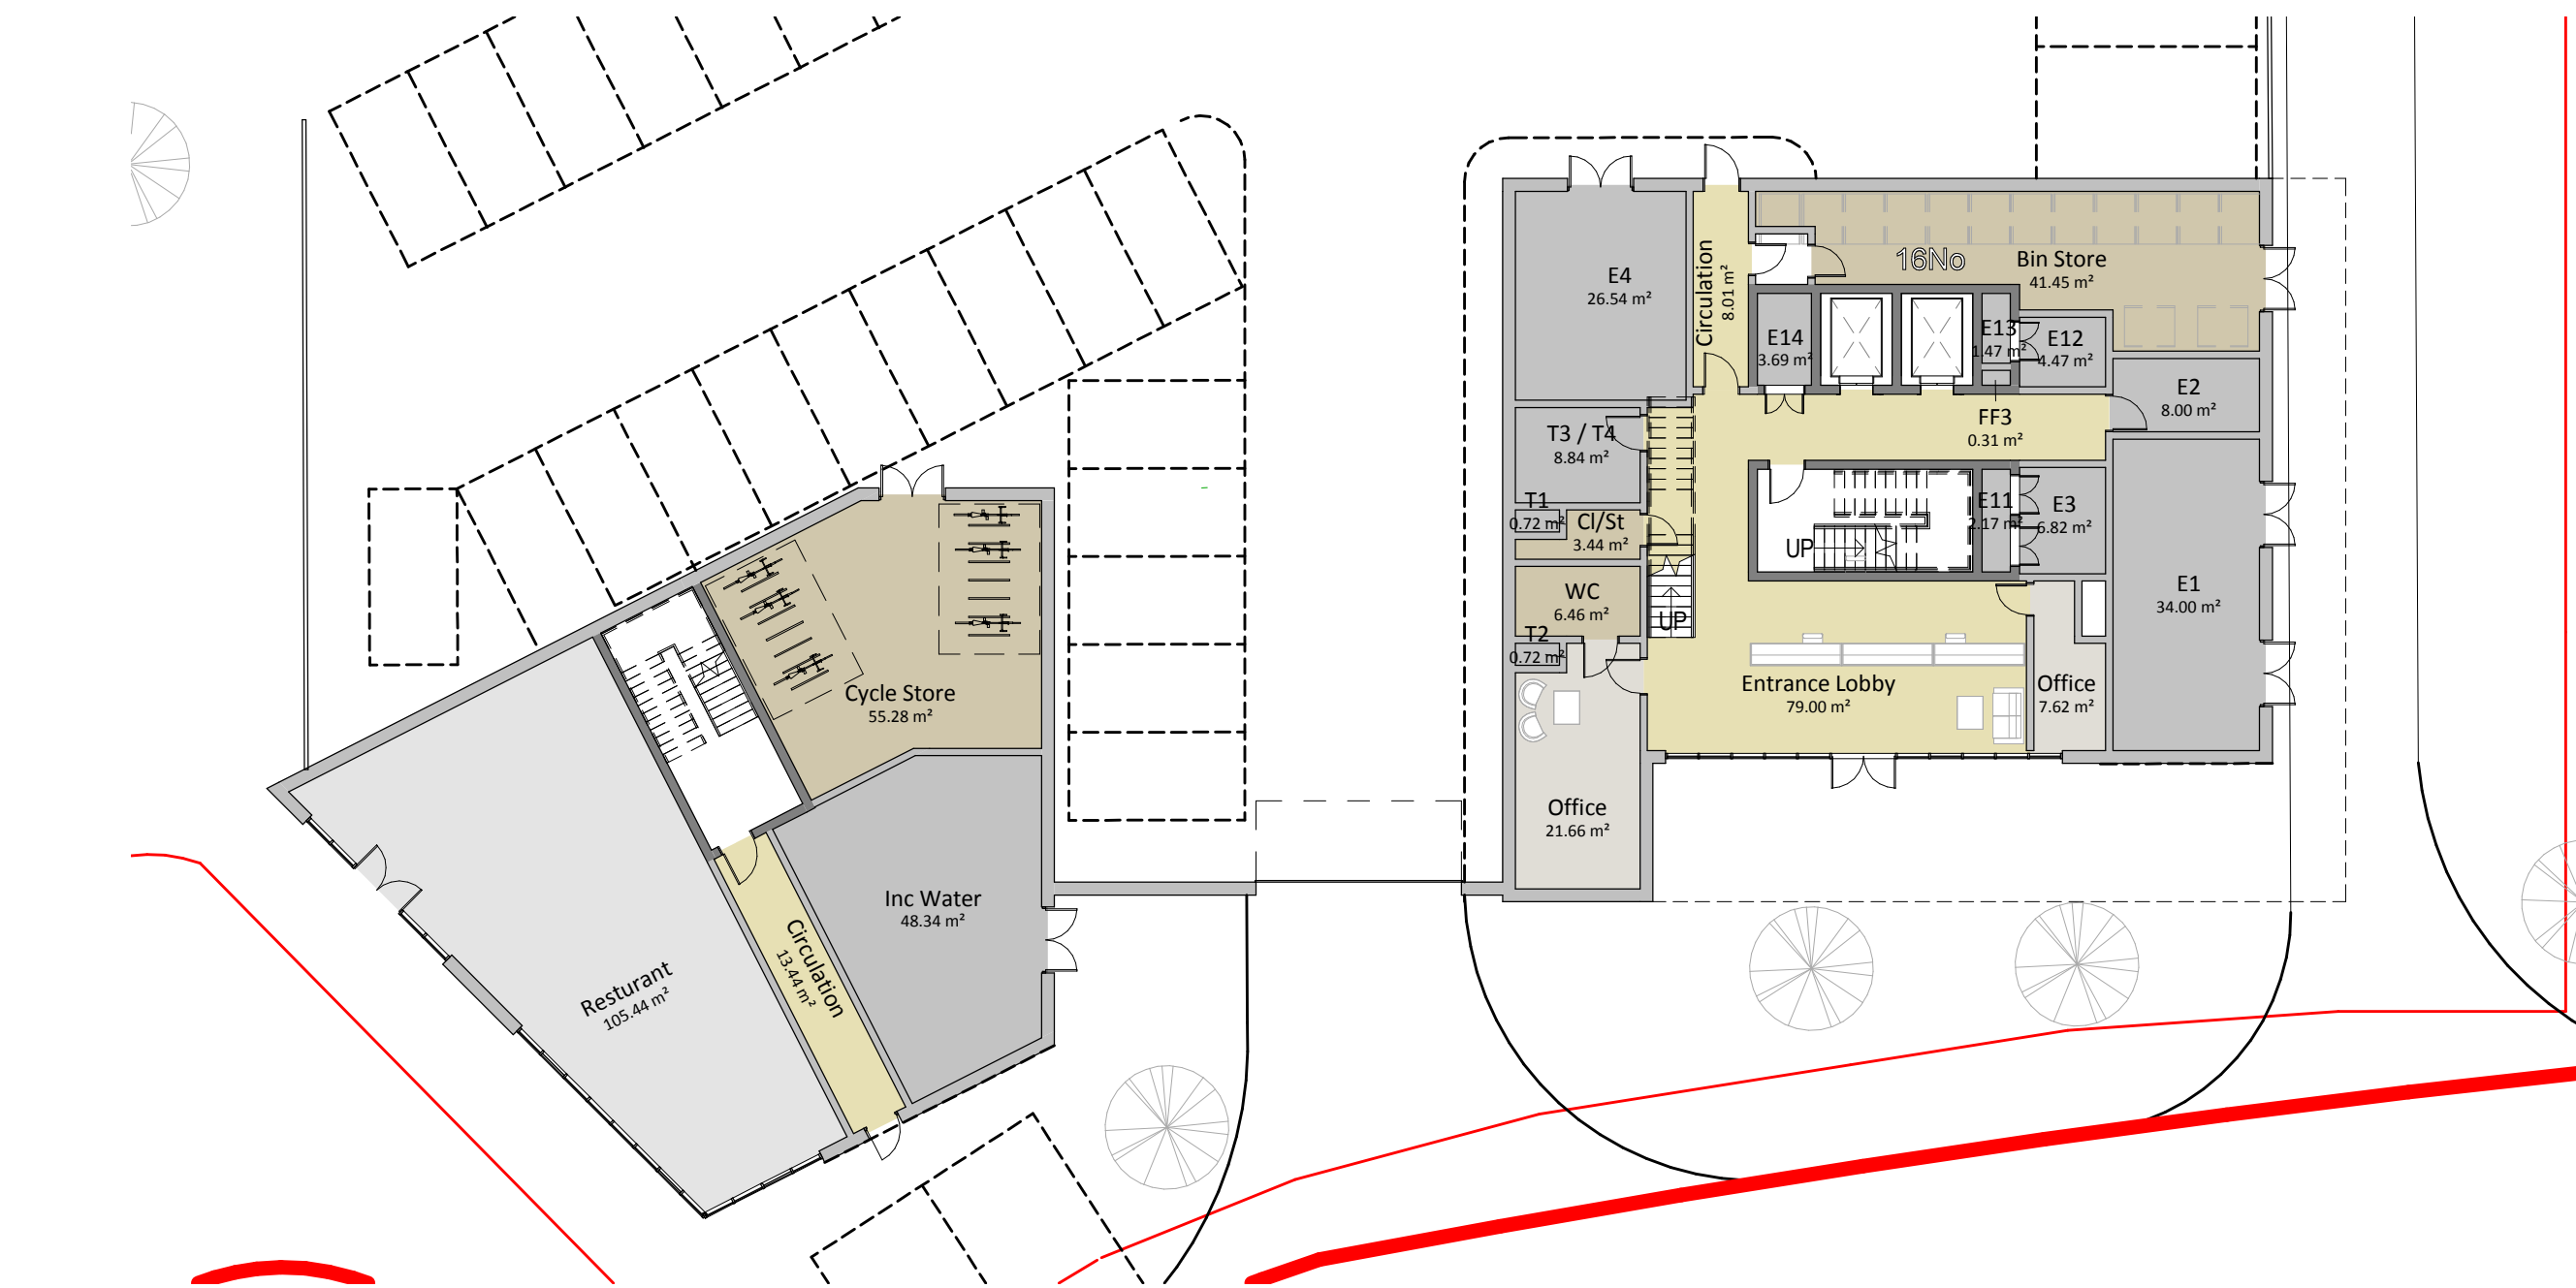 E4
26.54 m²
Circulation
8.01 m²
16No
Bin Store
41.45 m²
E14
3.69 m²
E13
1.47 m²
E12
4.47 m²
E2
8.00 m²
FF3
0.31 m²
T3 / T4
8.84 m²
T1
0.72 m²
Cl/St
3.44 m²
UP
E11
2.17 m²
E3
6.82 m²
WC
6.46 m²
UP
E1
34.00 m²
T2
0.72 m²
Entrance Lobby
79.00 m²
Office
7.62 m²
Office
21.66 m²
Cycle Store
55.28 m²
Inc Water
48.34 m²
Circulation
13.44 m²
Resturant
105.44 m²